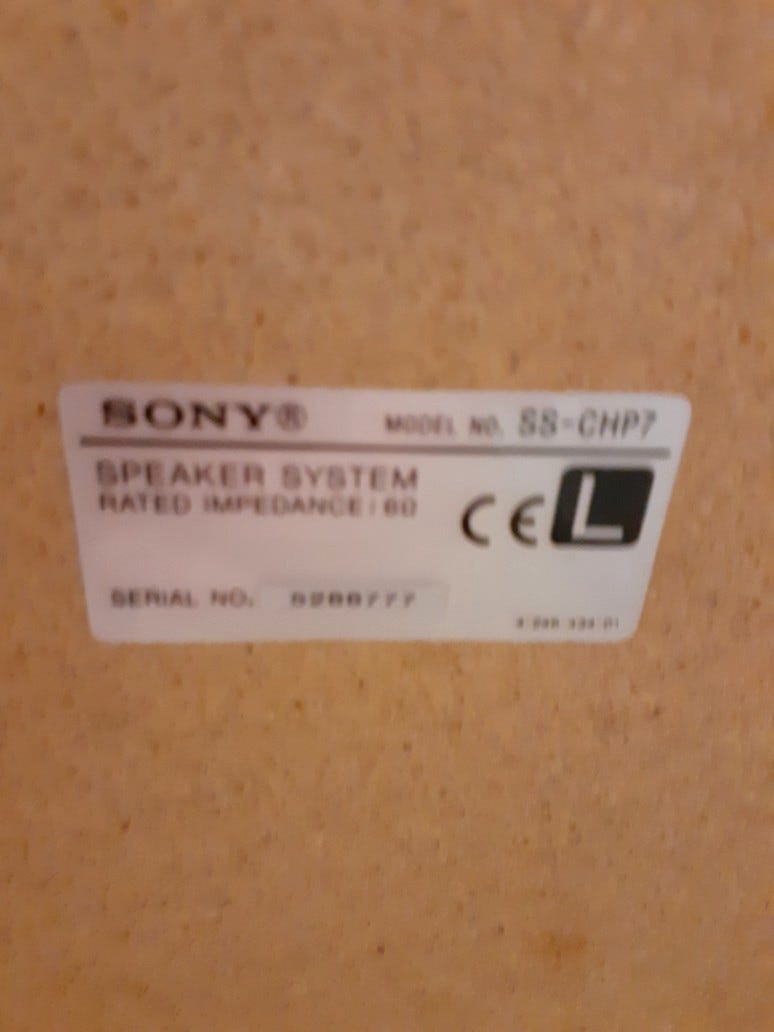 SONY® MODEL NO. SS-CHP7
SPEAKER SYSTEM
RATED IMPEDANCE: 6Ω
CE L
SERIAL NO.